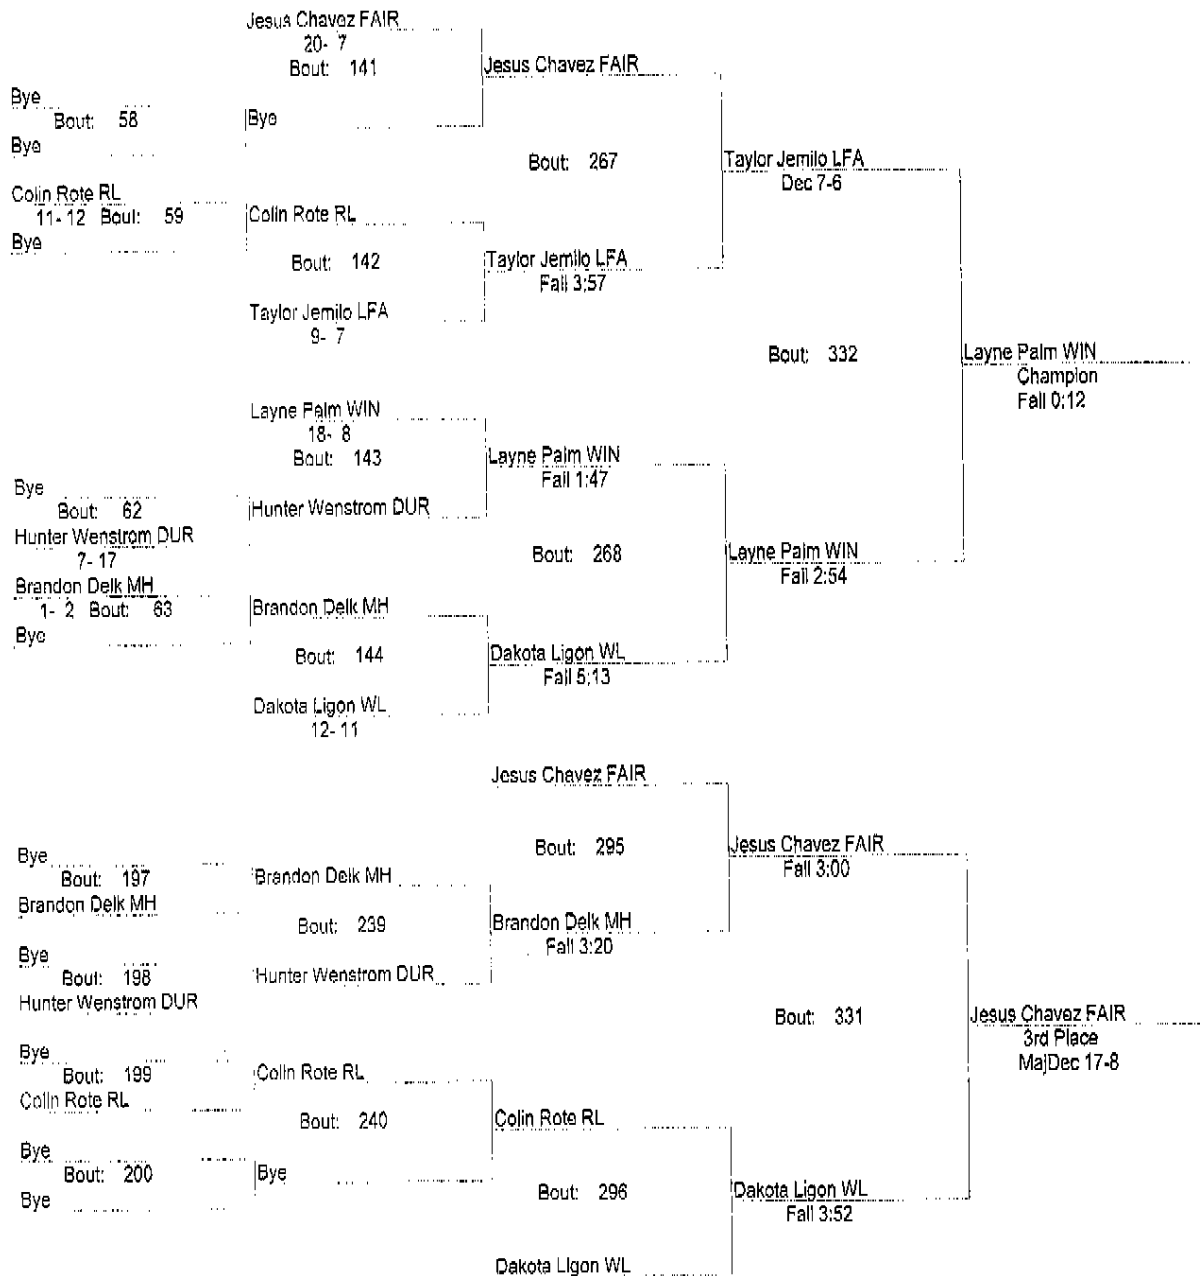 Jesus Chavez FAIR
20- 7
Bout: 141
Jesus Chavez FAIR
Bye
Bout: 58
Bye
Bye
Bout: 267
Taylor Jemilo LFA
Dec 7-6
Colin Rote RL
11- 12 Bout: 59
Colin Rote RL
Bye
Bout: 142
Taylor Jemilo LFA
Fall 3:57
Taylor Jemilo LFA
9- 7
Bout: 332
Layne Palm WIN
Champion
Fall 0:12
Layne Palm WIN
18- 8
Bout: 143
Layne Palm WIN
Fall 1:47
Bye
Bout: 62
Hunter Wenstrom DUR
Hunter Wenstrom DUR
7- 17
Bout: 268
Layne Palm WIN
Fall 2:54
Brandon Delk MH
1- 2 Bout: 63
Brandon Delk MH
Bye
Bout: 144
Dakota Ligon WL
Fall 5:13
Dakota Ligon WL
12- 11
Jesus Chavez FAIR
Bout: 295
Jesus Chavez FAIR
Fall 3:00
Bye
Bout: 197
Brandon Delk MH
Brandon Delk MH
Bout: 239
Brandon Delk MH
Fall 3:20
Bye
Bout: 198
Hunter Wenstrom DUR
Hunter Wenstrom DUR
Bout: 331
Jesus Chavez FAIR
3rd Place
MajDec 17-8
Bye
Bout: 199
Colin Rote RL
Colin Rote RL
Bout: 240
Colin Rote RL
Bye
Bout: 200
Bye
Bye
Bout: 296
Dakota Ligon WL
Fall 3:52
Dakota Ligon WL